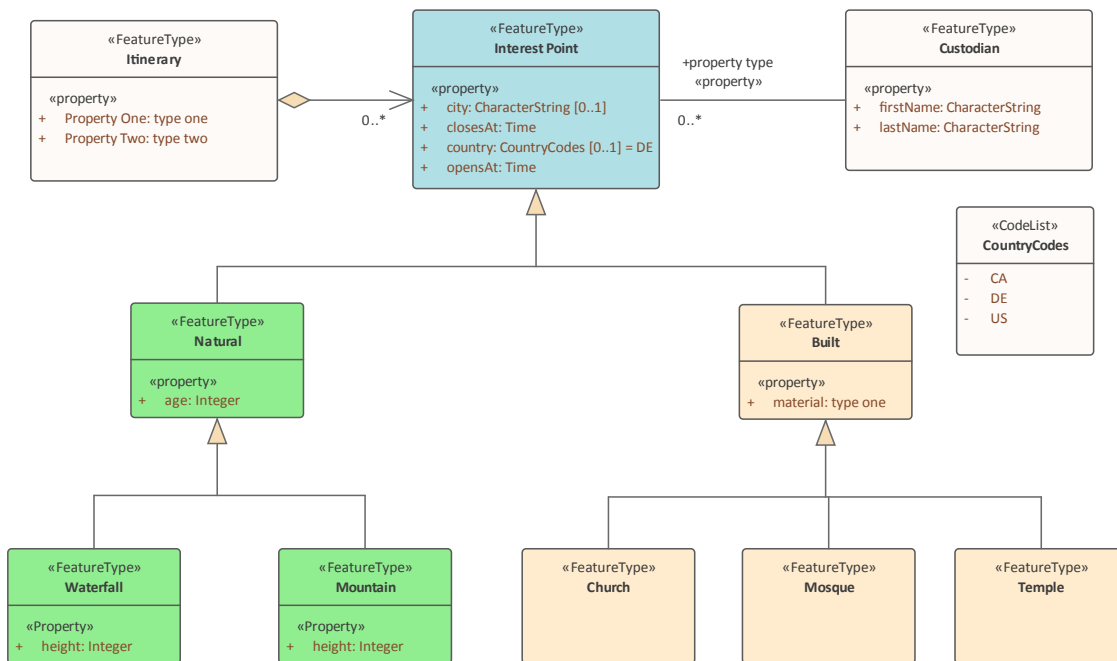 «FeatureType»
Itinerary
«property»
+ Property One: type one
+ Property Two: type two
0..*
«FeatureType»
Interest Point
«property»
+ city: CharacterString [0..1]
+ closesAt: Time
+ country: CountryCodes [0..1] = DE
+ opensAt: Time
+property type
«property»
0..*
«FeatureType»
Custodian
«property»
+ firstName: CharacterString
+ lastName: CharacterString
«CodeList»
CountryCodes
- CA
- DE
- US
«FeatureType»
Natural
«property»
+ age: Integer
«FeatureType»
Built
«property»
+ material: type one
«FeatureType»
Waterfall
«Property»
+ height: Integer
«FeatureType»
Mountain
«Property»
+ height: Integer
«FeatureType»
Church
«FeatureType»
Mosque
«FeatureType»
Temple